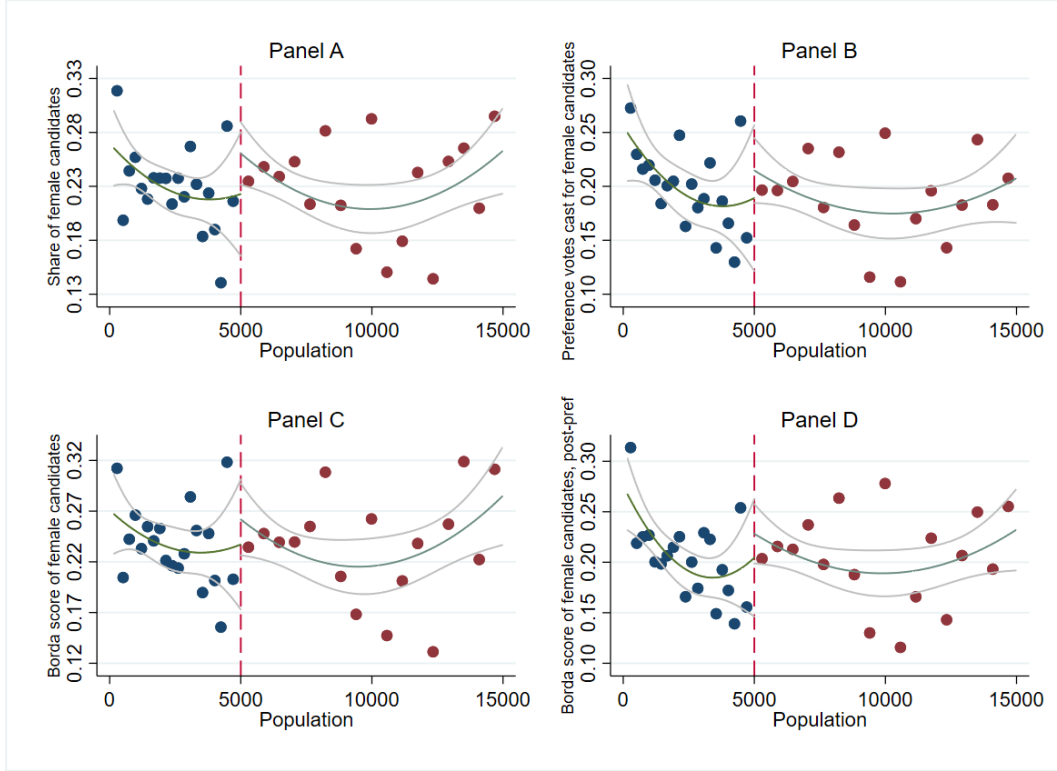 Panel A
Share of female candidates
0.33
0.28
0.23
0.18
0.13
0 5000 10000 15000
Population
Panel B
Preference votes cast for female candidates
0.30
0.25
0.20
0.15
0.10
0 5000 10000 15000
Population
Panel C
Borda score of female candidates
0.32
0.27
0.22
0.17
0.12
0 5000 10000 15000
Population
Panel D
Borda score of female candidates, post-pref
0.30
0.25
0.20
0.15
0.10
0 5000 10000 15000
Population